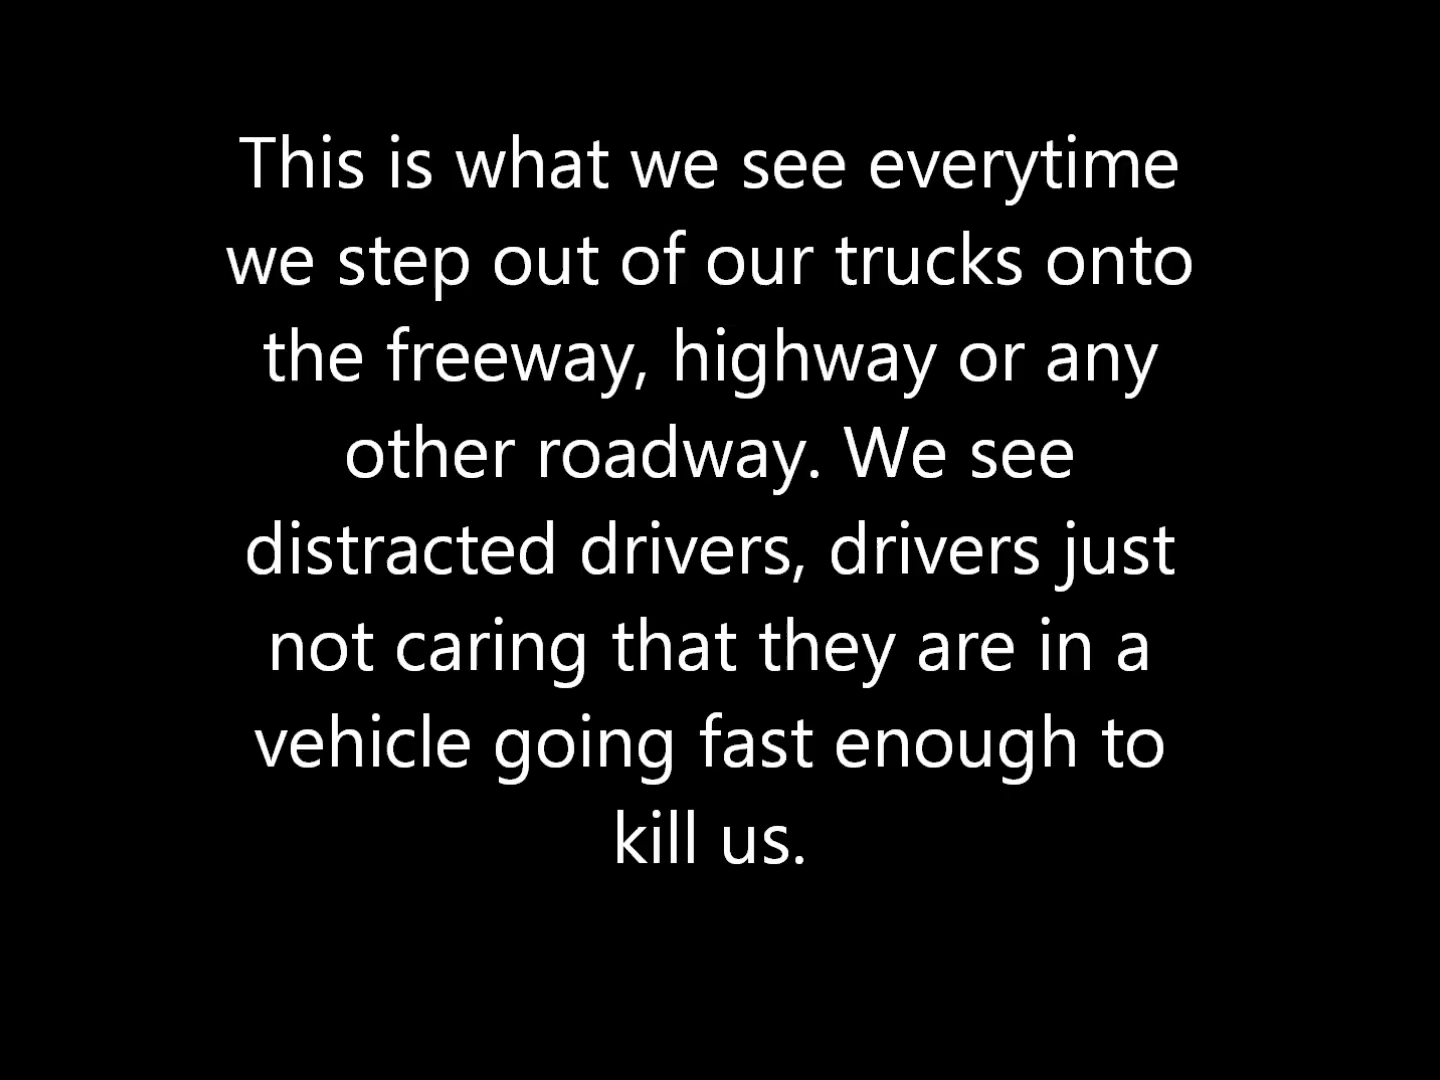 This is what we see everytime
we step out of our trucks onto
the freeway, highway or any
other roadway. We see
distracted drivers, drivers just
not caring that they are in a
vehicle going fast enough to
kill us.